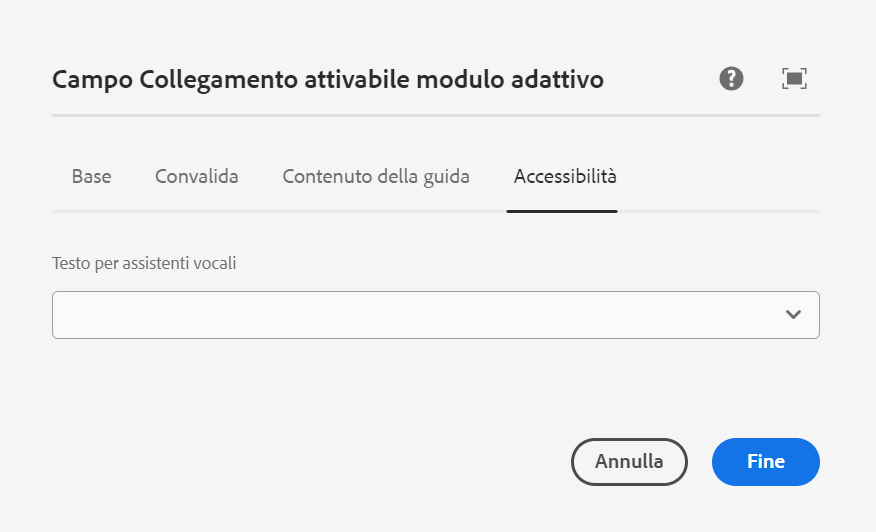 Campo Collegamento attivabile modulo adattivo
Base Convalida Contenuto della guida Accessibilità
Testo per assistenti vocali
Annulla Fine